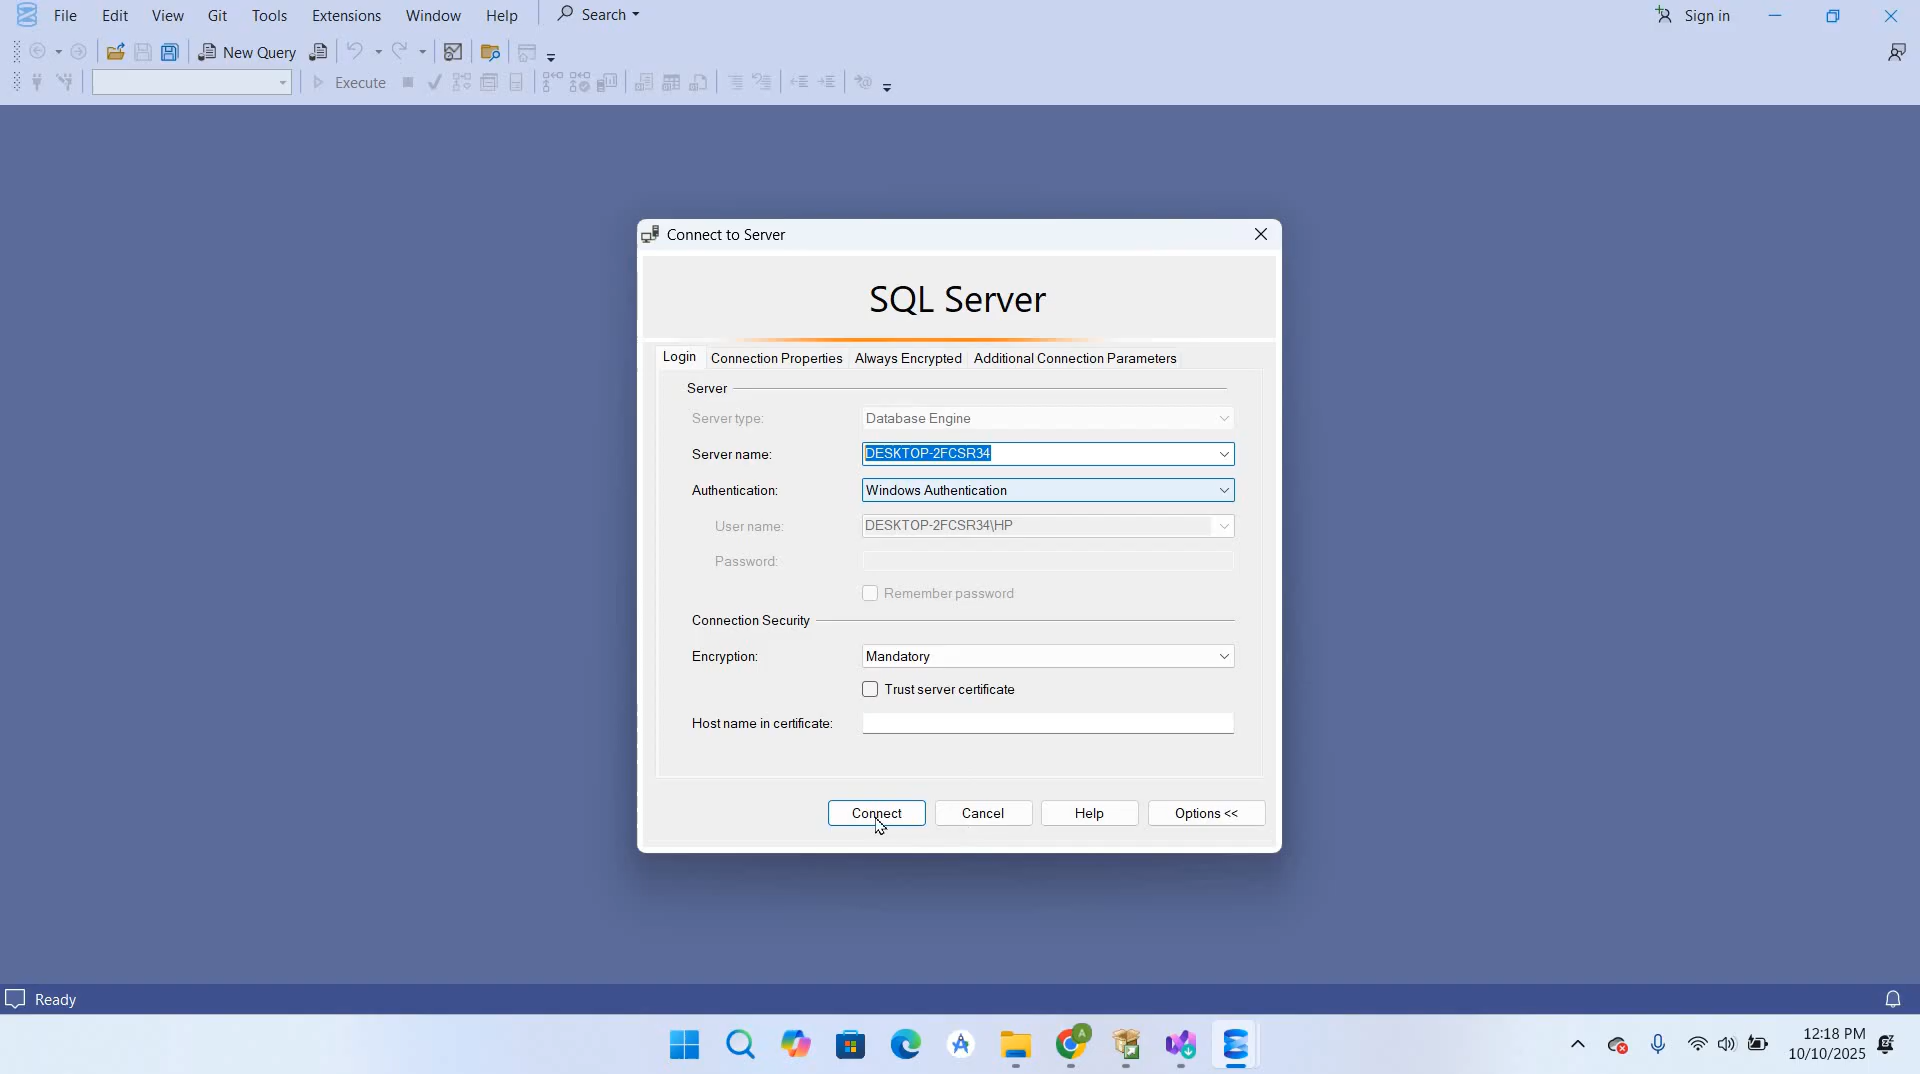 File Edit View Git Tools Extensions Window Help Search Sign in
New Query
Execute
Connect to Server
SQL Server
Login Connection Properties Always Encrypted Additional Connection Parameters
Server
Server type: Database Engine
Server name: DESKTOP-2FCSR34
Authentication: Windows Authentication
User name: DESKTOP-2FCSR34\HP
Password:
Remember password
Connection Security
Encryption: Mandatory
Trust server certificate
Host name in certificate:
Connect Cancel Help Options <<
Ready
A
12:18 PM
10/10/2025